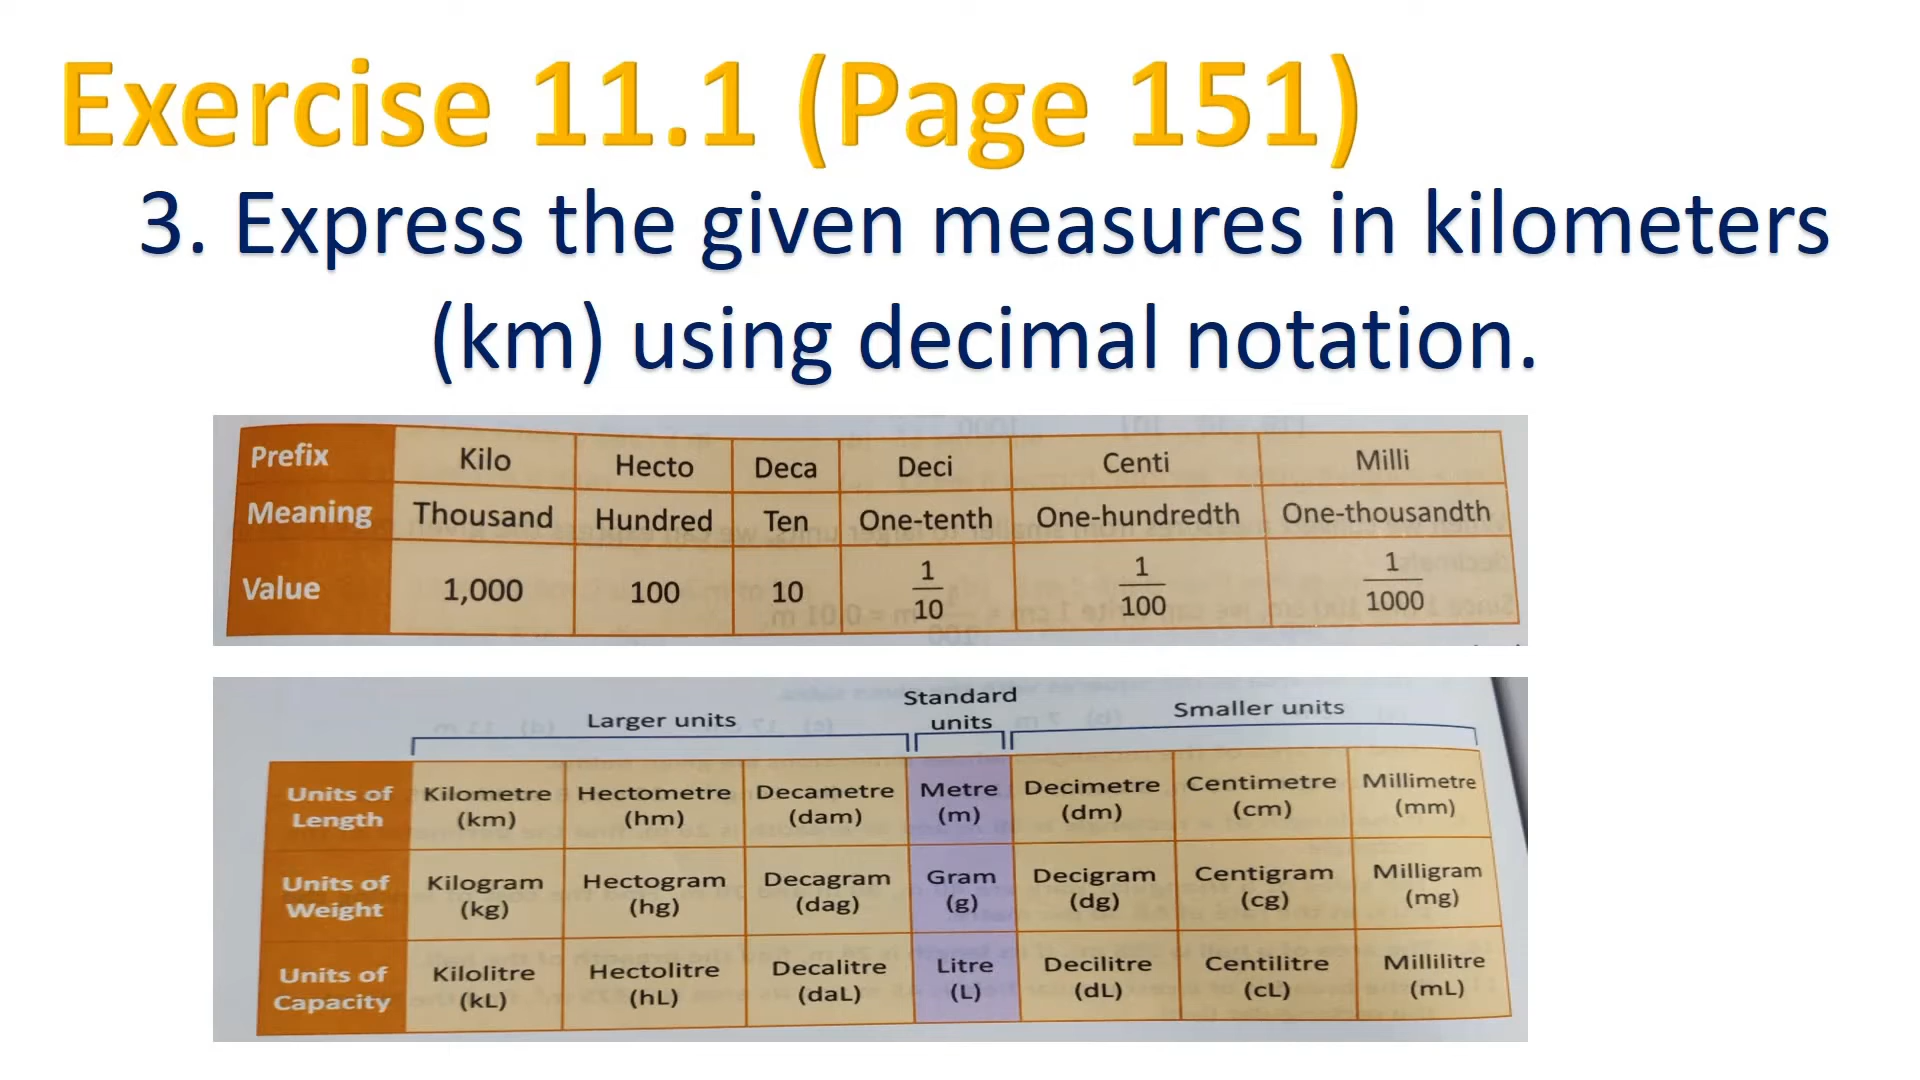 Exercise 11.1 (Page 151)
3. Express the given measures in kilometers
(km) using decimal notation.
Prefix Kilo Hecto Deca Deci Centi Milli
Meaning Thousand Hundred Ten One-tenth One-hundredth One-thousandth
Value 1,000 100 10 1/10 1/100 1/1000
Larger units Standard units Smaller units
Units of Length Kilometre (km) Hectometre (hm) Decametre (dam) Metre (m) Decimetre (dm) Centimetre (cm) Millimetre (mm)
Units of Weight Kilogram (kg) Hectogram (hg) Decagram (dag) Gram (g) Decigram (dg) Centigram (cg) Milligram (mg)
Units of Capacity Kilolitre (kL) Hectolitre (hL) Decalitre (daL) Litre (L) Decilitre (dL) Centilitre (cL) Millilitre (mL)